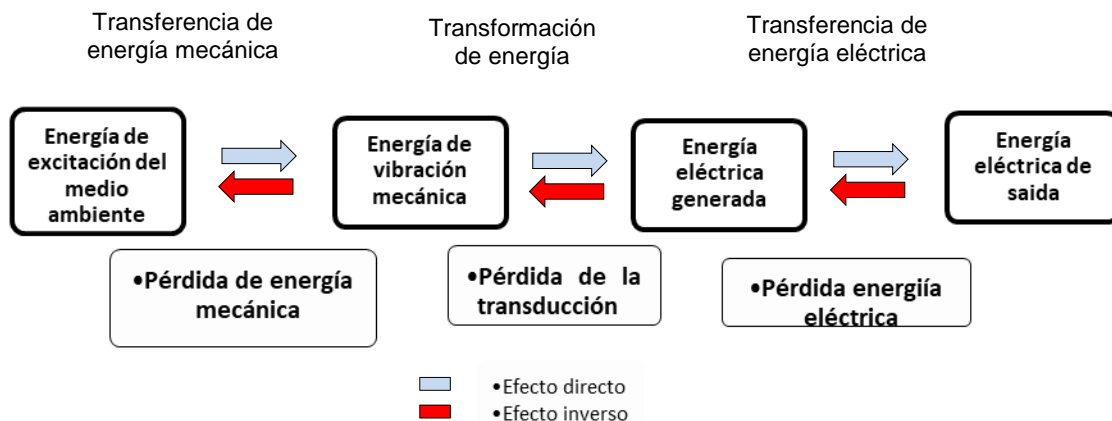 Transferencia de
energía mecánica
Transformación
de energía
Transferencia de
energía eléctrica
Energía de
excitación del
medio
ambiente
Energía de
vibración
mecánica
Energía
eléctrica
generada
Energía
eléctrica de
saida
•Pérdida de energía
mecánica
•Pérdida de la
transducción
•Pérdida energiía
eléctrica
•Efecto directo
•Efecto inverso